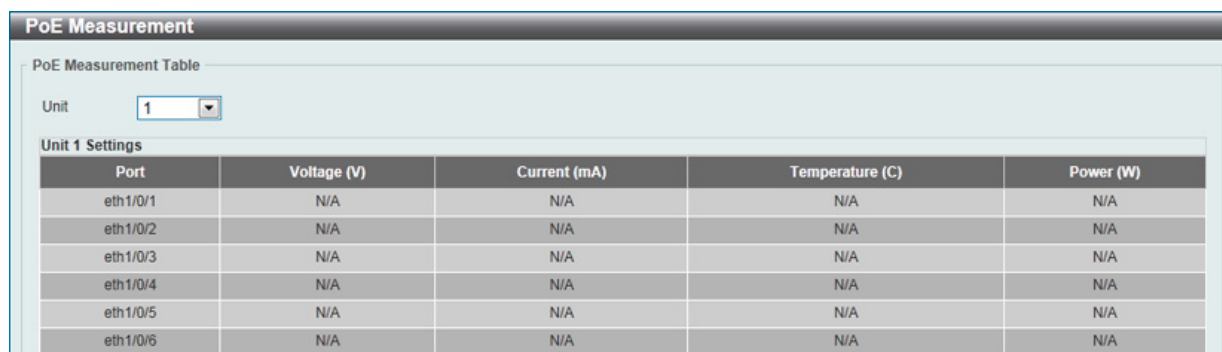 PoE Measurement
PoE Measurement Table
Unit 1
Unit 1 Settings
Port Voltage (V) Current (mA) Temperature (C) Power (W)
eth1/0/1 N/A N/A N/A N/A
eth1/0/2 N/A N/A N/A N/A
eth1/0/3 N/A N/A N/A N/A
eth1/0/4 N/A N/A N/A N/A
eth1/0/5 N/A N/A N/A N/A
eth1/0/6 N/A N/A N/A N/A